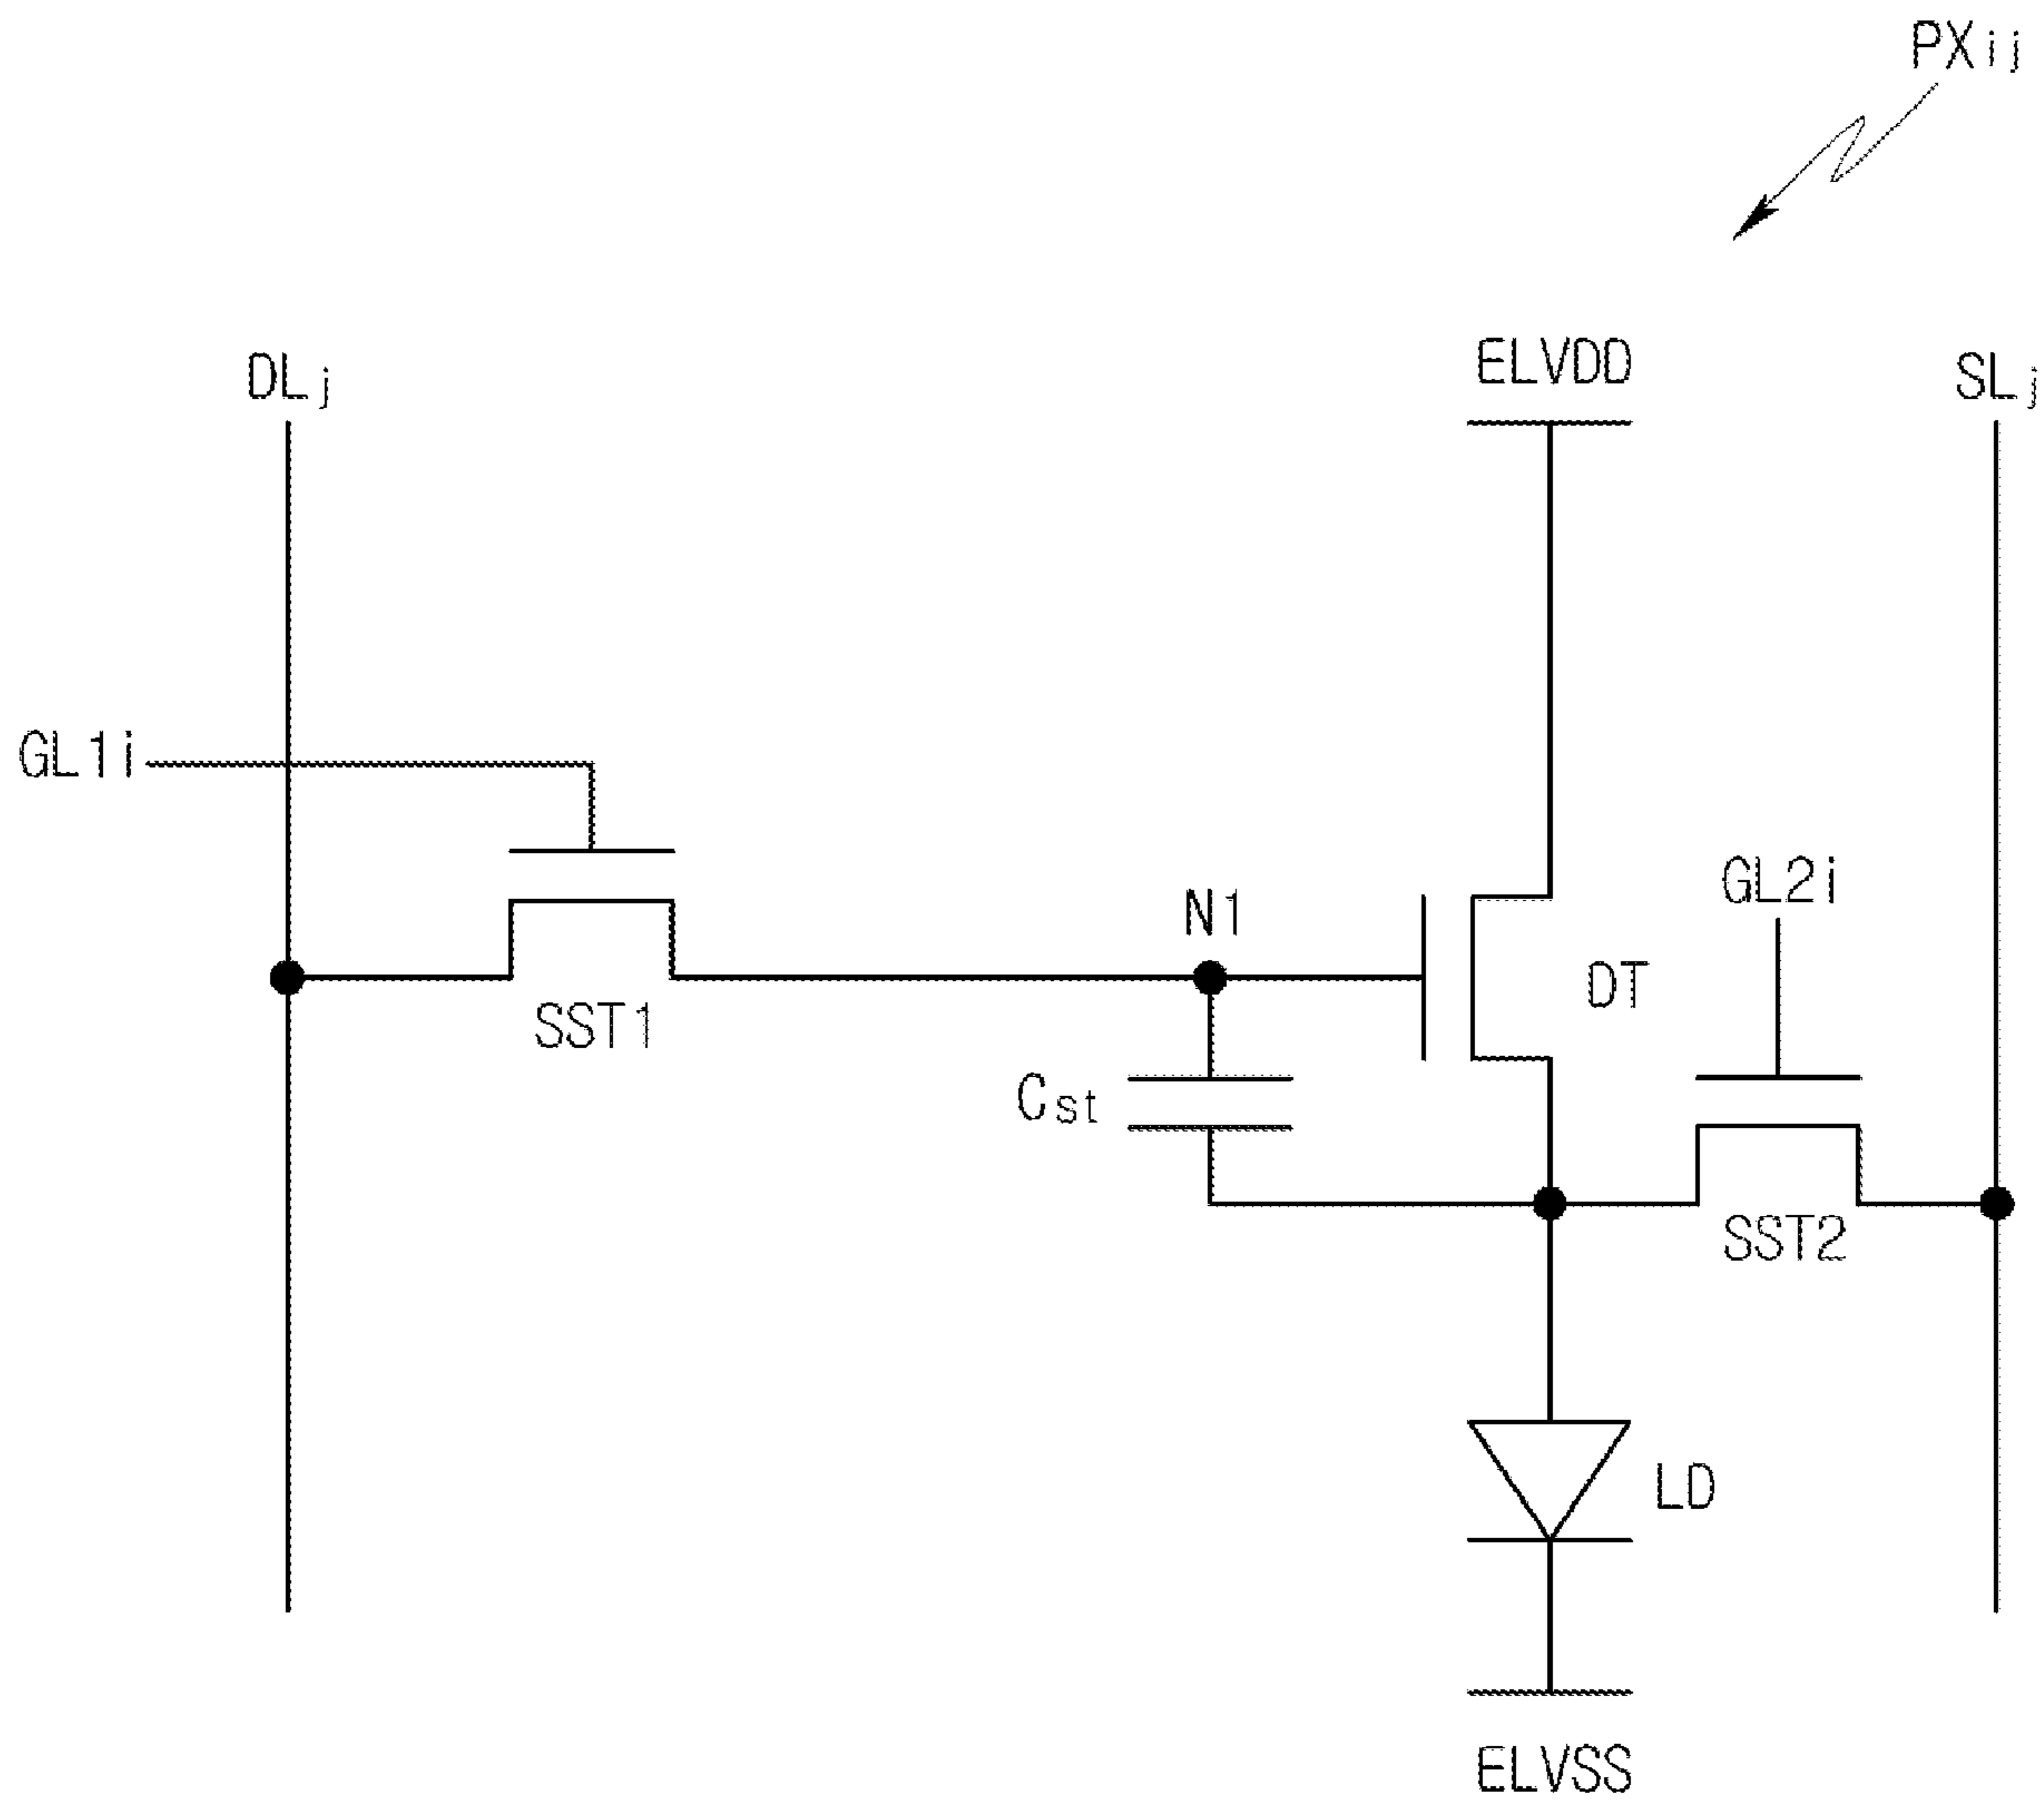 PXij
DLj
ELVDD
SLj
GL1i
GL2i
N1
DT
SST1
Cst
SST2
LD
ELVSS